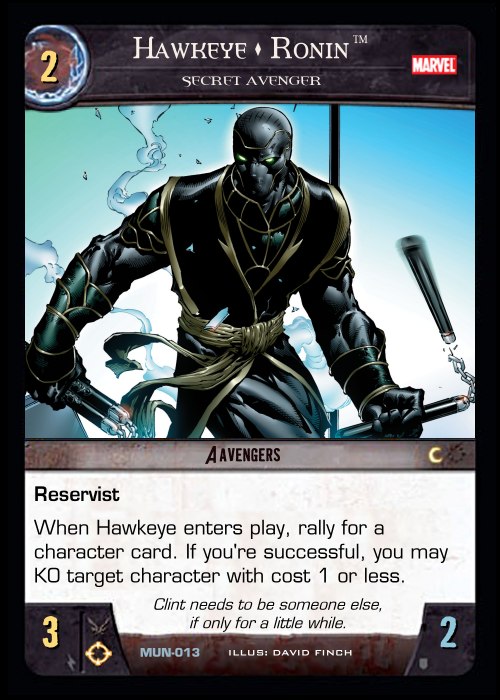 2
HAWKEYE ♦ RONIN™
SECRET AVENGER
MARVEL
A AVENGERS
C
Reservist
When Hawkeye enters play, rally for a
character card. If you're successful, you may
KO target character with cost 1 or less.
Clint needs to be someone else,
if only for a little while.
3
MUN-013 ILLUS: DAVID FINCH
2